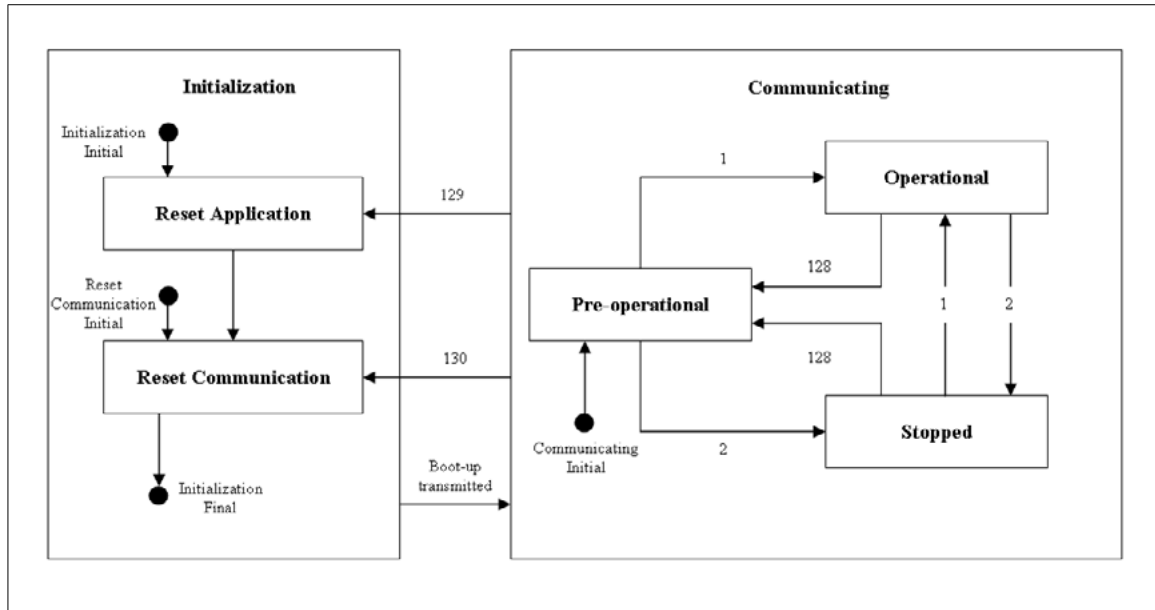 Initialization
Initialization
Initial
Reset Application
Reset
Communication
Initial
Reset Communication
Initialization
Final
129
130
Boot-up
transmitted
Communicating
1
Operational
128
Pre-operational
1
2
128
Communicating
Initial
2
Stopped